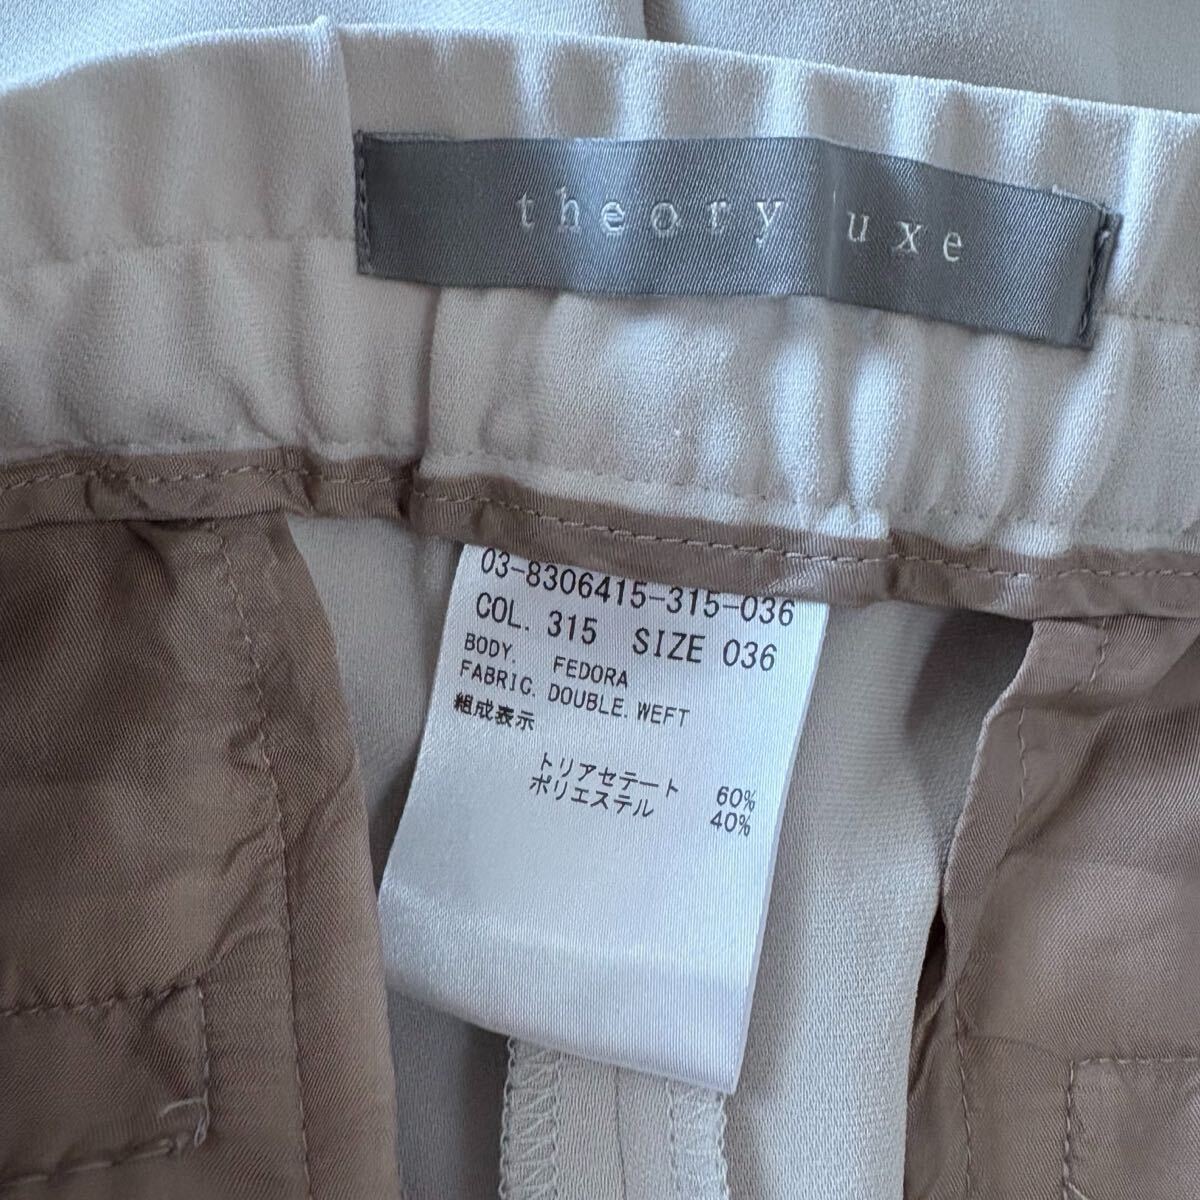 theory luxe
03-8306415-315-036
COL. 315 SIZE 036
BODY. FEDORA
FABRIC. DOUBLE.WEFT
組成表示
トリアセテート 60%
ポリエステル 40%